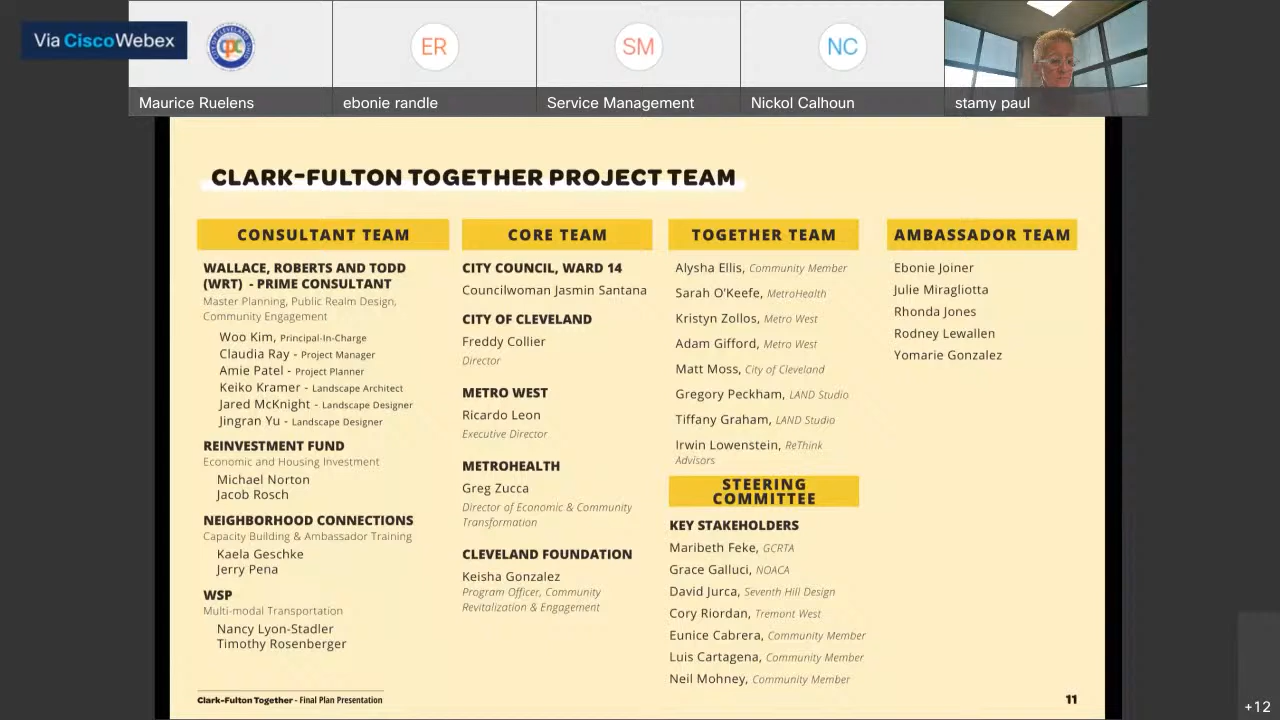 Via Cisco Webex
cpc
ER
SM
NC
Maurice Ruelens
ebonie randle
Service Management
Nickol Calhoun
stamy paul
CLARK-FULTON TOGETHER PROJECT TEAM
CONSULTANT TEAM
WALLACE, ROBERTS AND TODD
(WRT) - PRIME CONSULTANT
Master Planning, Public Realm Design,
Community Engagement
Woo Kim, Principal-In-Charge
Claudia Ray - Project Manager
Amie Patel - Project Planner
Keiko Kramer - Landscape Architect
Jared McKnight - Landscape Designer
Jingran Yu - Landscape Designer
REINVESTMENT FUND
Economic and Housing Investment
Michael Norton
Jacob Rosch
NEIGHBORHOOD CONNECTIONS
Capacity Building & Ambassador Training
Kaela Geschke
Jerry Pena
WSP
Multi-modal Transportation
Nancy Lyon-Stadler
Timothy Rosenberger
CORE TEAM
CITY COUNCIL, WARD 14
Councilwoman Jasmin Santana
CITY OF CLEVELAND
Freddy Collier
Director
METRO WEST
Ricardo Leon
Executive Director
METROHEALTH
Greg Zucca
Director of Economic & Community
Transformation
CLEVELAND FOUNDATION
Keisha Gonzalez
Program Officer, Community
Revitalization & Engagement
TOGETHER TEAM
Alysha Ellis, Community Member
Sarah O'Keefe, MetroHealth
Kristyn Zollos, Metro West
Adam Gifford, Metro West
Matt Moss, City of Cleveland
Gregory Peckham, LAND Studio
Tiffany Graham, LAND Studio
Irwin Lowenstein, ReThink
Advisors
STEERING
COMMITTEE
KEY STAKEHOLDERS
Maribeth Feke, GCRTA
Grace Galluci, NOACA
David Jurca, Seventh Hill Design
Cory Riordan, Tremont West
Eunice Cabrera, Community Member
Luis Cartagena, Community Member
Neil Mohney, Community Member
AMBASSADOR TEAM
Ebonie Joiner
Julie Miragliotta
Rhonda Jones
Rodney Lewallen
Yomarie Gonzalez
Clark-Fulton Together - Final Plan Presentation
11
+12